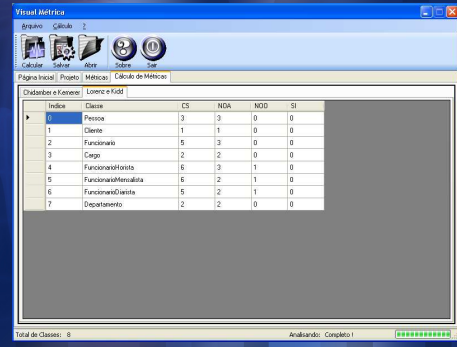 Visual Métrica
Arquivo Cálculo ?
Calcular Salvar Abrir Sobre Sair
Página Inicial Projeto Métricas Cálculo de Métricas
Chidamber e Kemerer Lorenz e Kidd
Indice Classe CS NOA NOO SI
0 Pessoa 3 3 0 0
1 Cliente 1 1 0 0
2 Funcionario 5 3 0 0
3 Cargo 2 2 0 0
4 FuncionarioHorista 6 3 1 0
5 FuncionarioMensalista 6 2 1 0
6 FuncionarioDiarista 5 2 1 0
7 Departamento 2 2 0 0
Total de Classes: 8 Analisando: Completo !